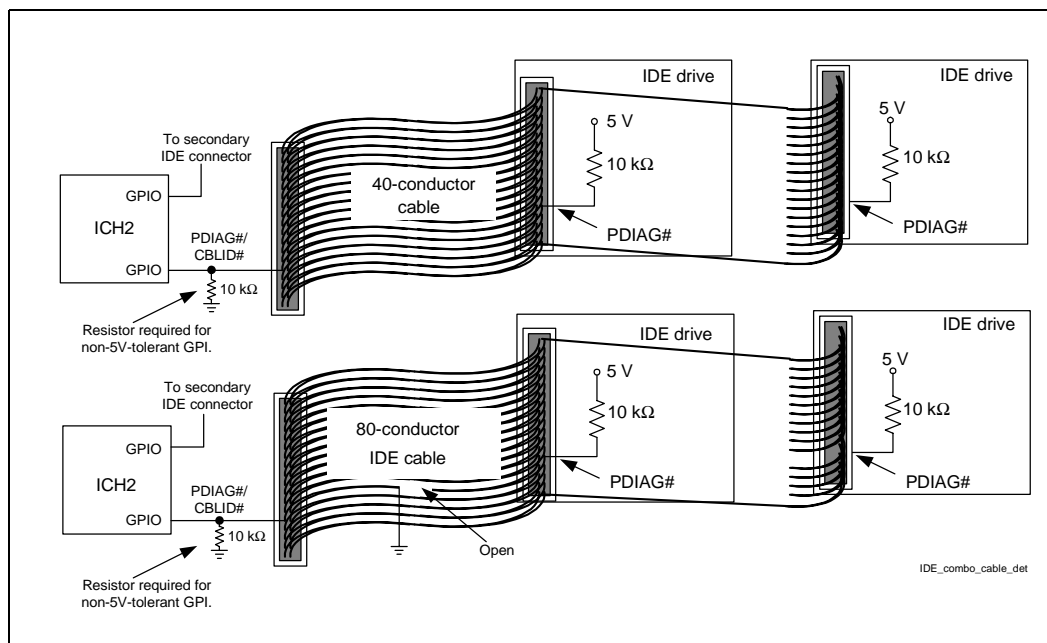 IDE drive
IDE drive
5 V
5 V
To secondary
IDE connector
10 kΩ
10 kΩ
GPIO
40-conductor
cable
ICH2
PDIAG#/
CBLID#
PDIAG#
PDIAG#
GPIO
10 kΩ
Resistor required for
non-5V-tolerant GPI.
IDE drive
IDE drive
5 V
5 V
To secondary
IDE connector
10 kΩ
10 kΩ
GPIO
80-conductor
IDE cable
ICH2
PDIAG#/
CBLID#
PDIAG#
PDIAG#
GPIO
10 kΩ
Open
Resistor required for
non-5V-tolerant GPI.
IDE_combo_cable_det